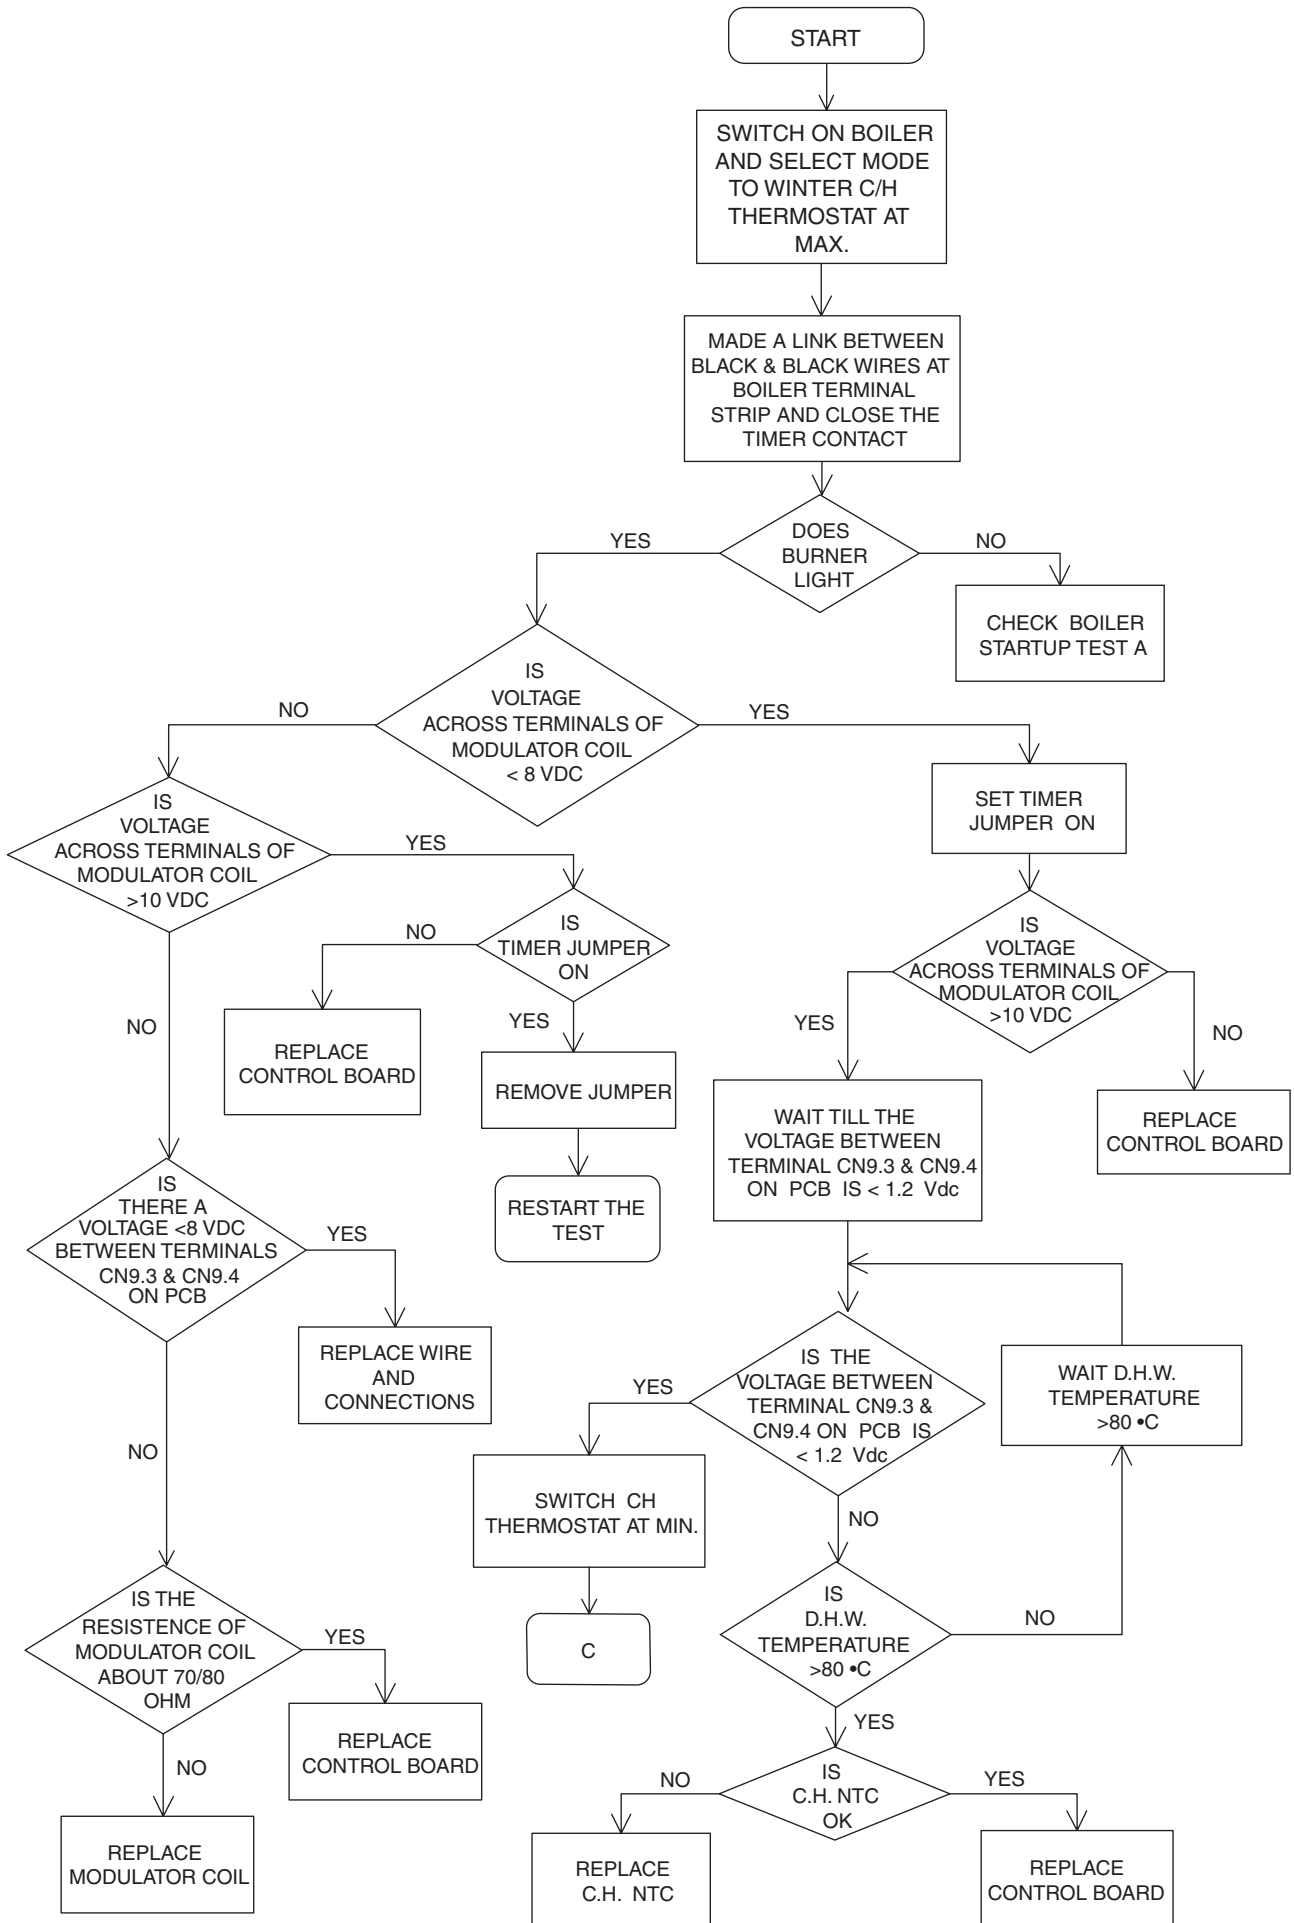 START
SWITCH ON BOILER
AND SELECT MODE
TO WINTER C/H
THERMOSTAT AT
MAX.
MADE A LINK BETWEEN
BLACK & BLACK WIRES AT
BOILER TERMINAL
STRIP AND CLOSE THE
TIMER CONTACT
DOES
BURNER
LIGHT
YES
NO
CHECK BOILER
STARTUP TEST A
IS
VOLTAGE
ACROSS TERMINALS OF
MODULATOR COIL
< 8 VDC
NO
YES
IS
VOLTAGE
ACROSS TERMINALS OF
MODULATOR COIL
>10 VDC
YES
SET TIMER
JUMPER ON
IS
TIMER JUMPER
ON
NO
YES
IS
VOLTAGE
ACROSS TERMINALS OF
MODULATOR COIL
>10 VDC
YES
NO
NO
REPLACE
CONTROL BOARD
REMOVE JUMPER
RESTART THE
TEST
WAIT TILL THE
VOLTAGE BETWEEN
TERMINAL CN9.3 & CN9.4
ON PCB IS < 1.2 Vdc
REPLACE
CONTROL BOARD
IS
THERE A
VOLTAGE <8 VDC
BETWEEN TERMINALS
CN9.3 & CN9.4
ON PCB
YES
REPLACE WIRE
AND
CONNECTIONS
NO
IS THE
VOLTAGE BETWEEN
TERMINAL CN9.3 &
CN9.4 ON PCB IS
< 1.2 Vdc
YES
NO
WAIT D.H.W.
TEMPERATURE
>80 •C
SWITCH CH
THERMOSTAT AT MIN.
C
IS
D.H.W.
TEMPERATURE
>80 •C
NO
YES
IS THE
RESISTENCE OF
MODULATOR COIL
ABOUT 70/80
OHM
YES
NO
REPLACE
CONTROL BOARD
REPLACE
MODULATOR COIL
IS
C.H. NTC
OK
NO
YES
REPLACE
C.H. NTC
REPLACE
CONTROL BOARD